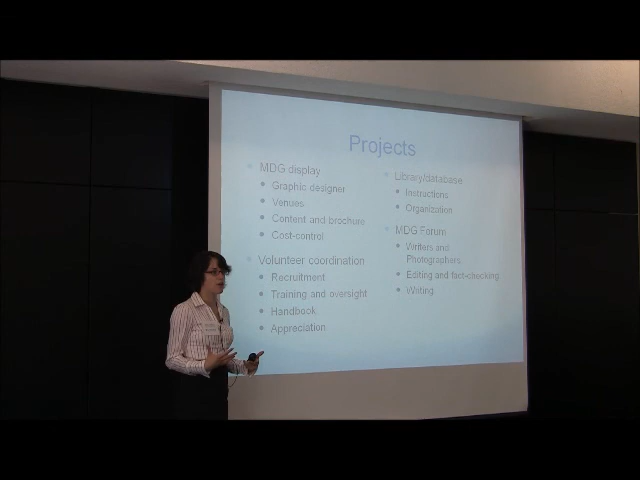 Projects
MDG display
Graphic designer
Venues
Content and brochure
Cost-control
Volunteer coordination
Recruitment
Training and oversight
Handbook
Appreciation
Library/database
Instructions
Organization
MDG Forum
Writers and
Photographers
Editing and fact-checking
Writing